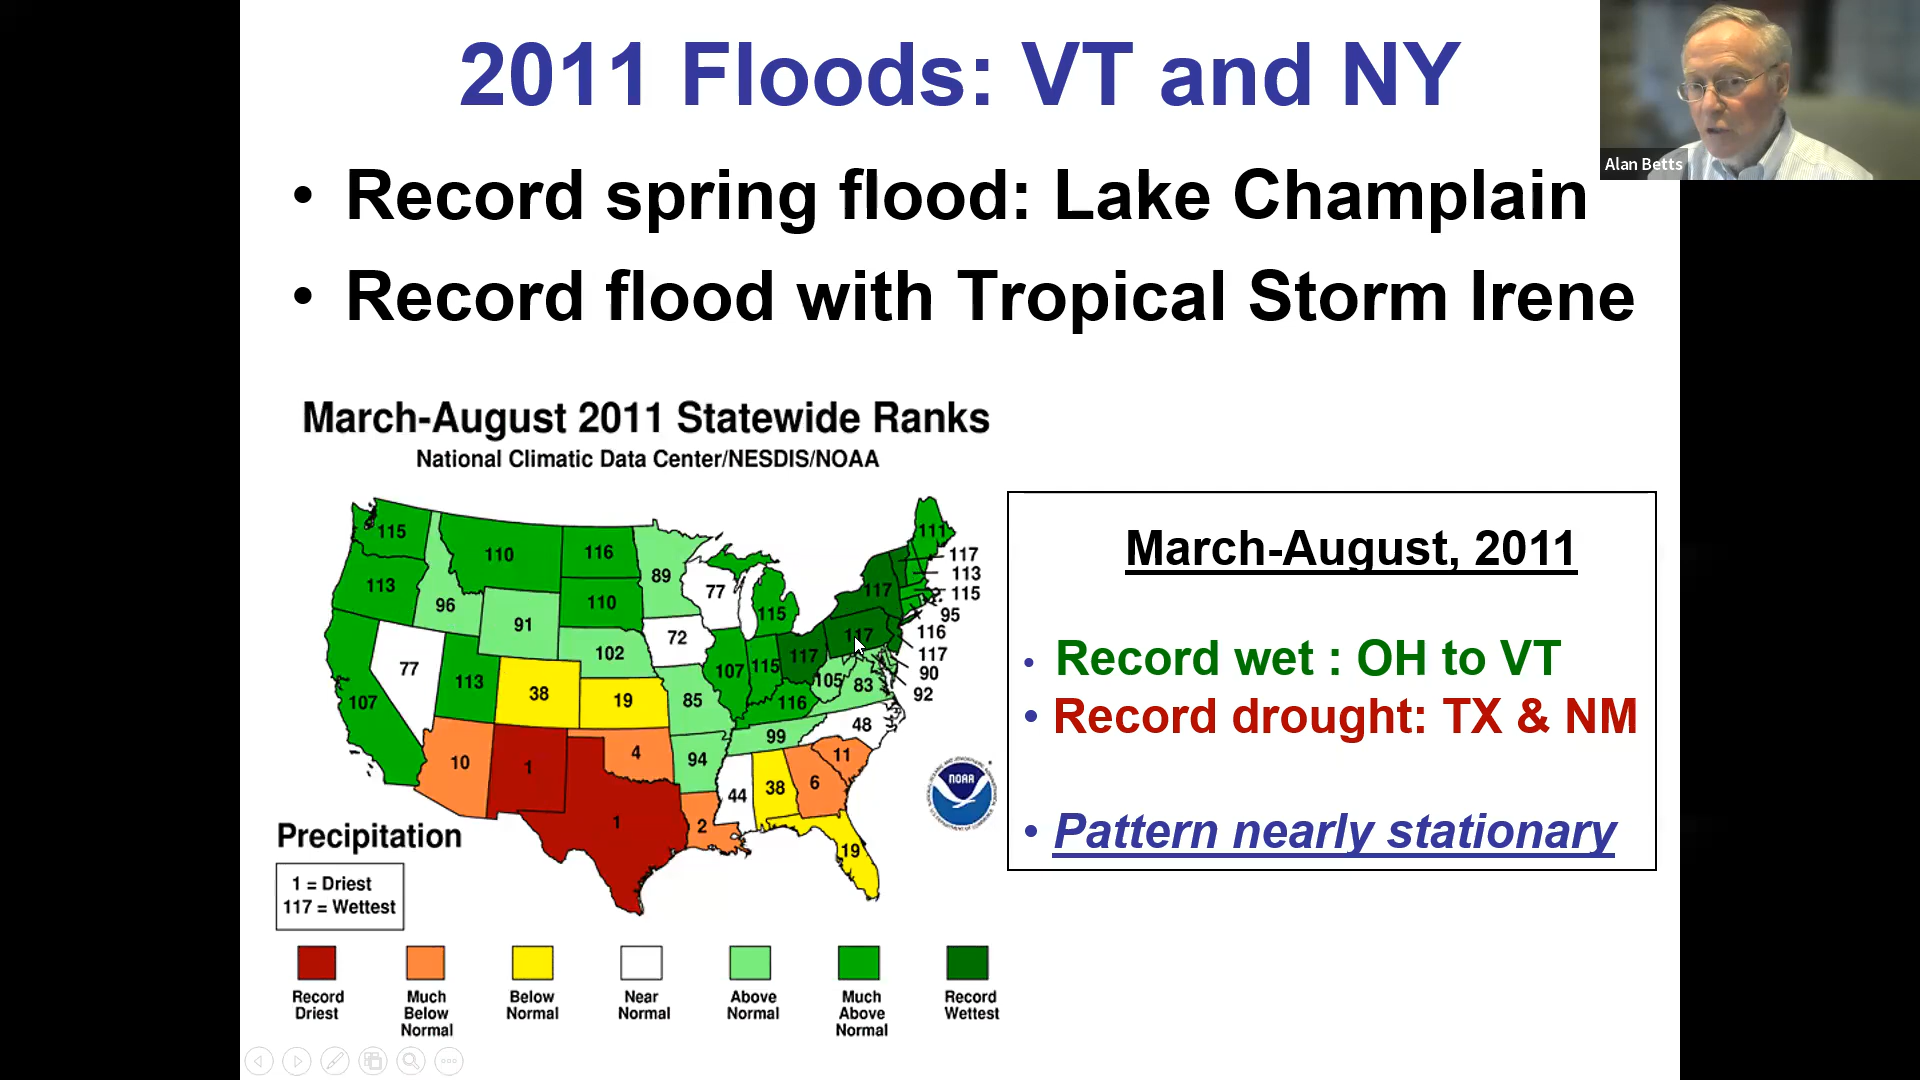 2011 Floods: VT and NY
Alan Betts
• Record spring flood: Lake Champlain
• Record flood with Tropical Storm Irene
March-August 2011 Statewide Ranks
National Climatic Data Center/NESDIS/NOAA
115
110
116
89
77
111
117
113
115
95
116
117
90
92
113
96
91
110
72
115
117
117
77
113
38
102
107
115
117
105
83
107
19
85
116
48
10
1
4
94
99
11
1
2
44
38
6
19
NOAA
March-August, 2011
• Record wet : OH to VT
• Record drought: TX & NM
• Pattern nearly stationary
Precipitation
1 = Driest
117 = Wettest
Record Driest
Much Below Normal
Below Normal
Near Normal
Above Normal
Much Above Normal
Record Wettest